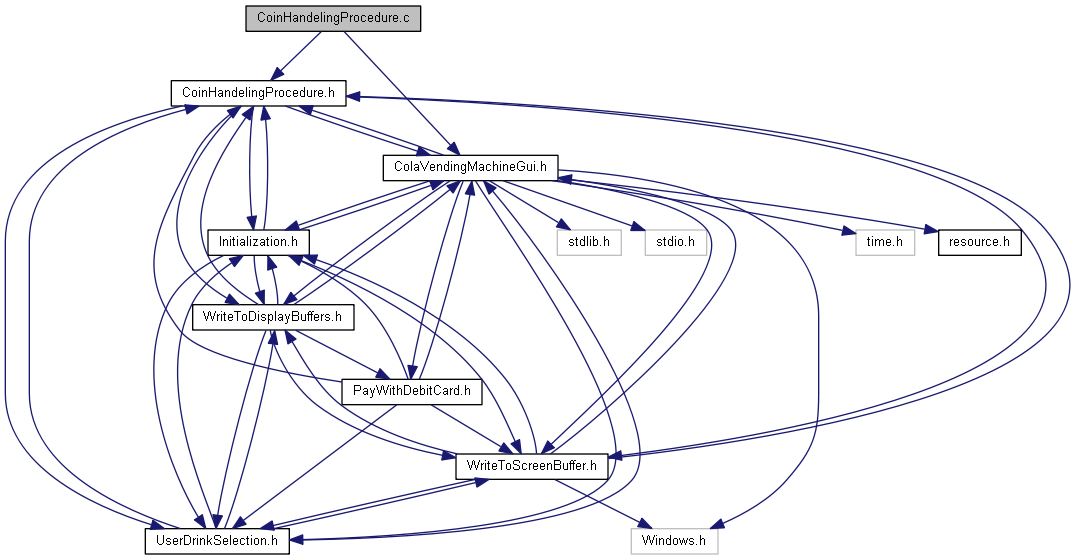 CoinHandelingProcedure.c
CoinHandelingProcedure.h
ColaVendingMachineGui.h
Initialization.h
stdlib.h
stdio.h
time.h
resource.h
WriteToDisplayBuffers.h
PayWithDebitCard.h
WriteToScreenBuffer.h
UserDrinkSelection.h
Windows.h